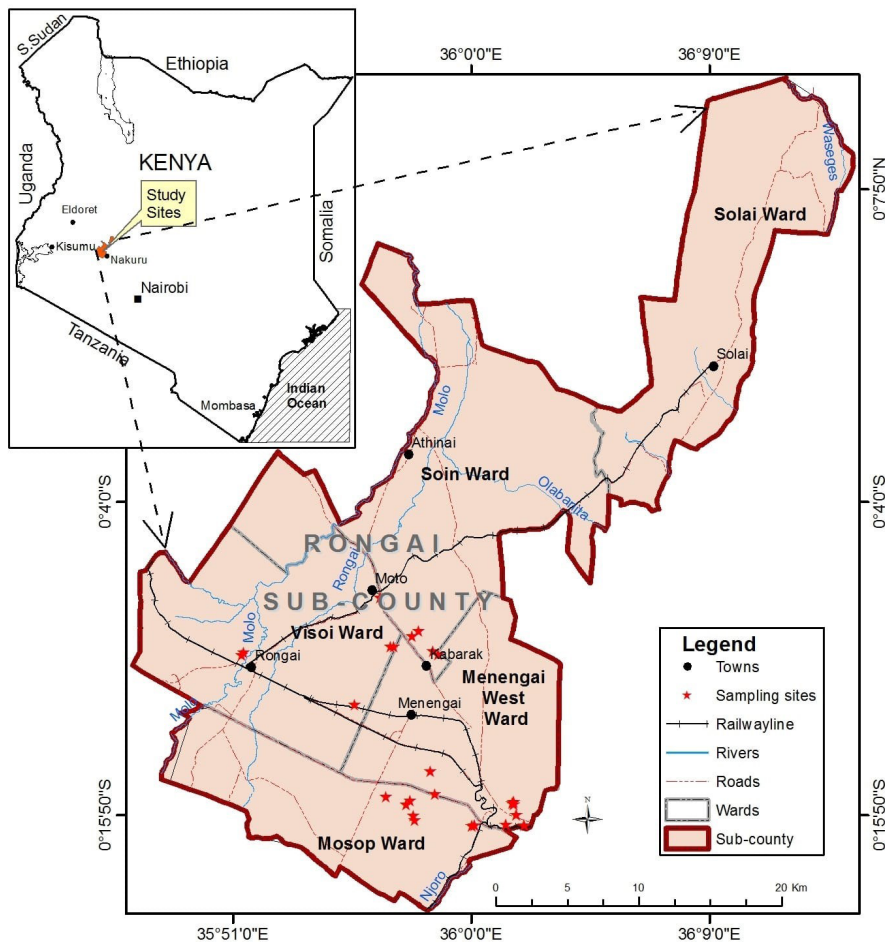 S.Sudan
Ethiopia
Uganda
KENYA
Study
Sites
Eldoret
Kisumu
Nakuru
Nairobi
Somalia
Tanzania
Mombasa
Indian
Ocean
36°0'0"E
36°9'0"E
Waseges
0°7'50"N
Solai Ward
Solai
Molo
Athinai
Soin Ward
Olabanita
0°4'0"S
0°4'0"S
RONGAI
SUB-COUNTY
Rongai
Moto
Molo
Visoi Ward
Rongai
Kabarak
Menengai
West
Ward
Menengai
Molo
0°15'50"S
0°15'50"S
Mosop Ward
Njoro
Legend
Towns
Sampling sites
Railwayline
Rivers
Roads
Wards
Sub-county
N
0
5
10
20 Km
35°51'0"E
36°0'0"E
36°9'0"E